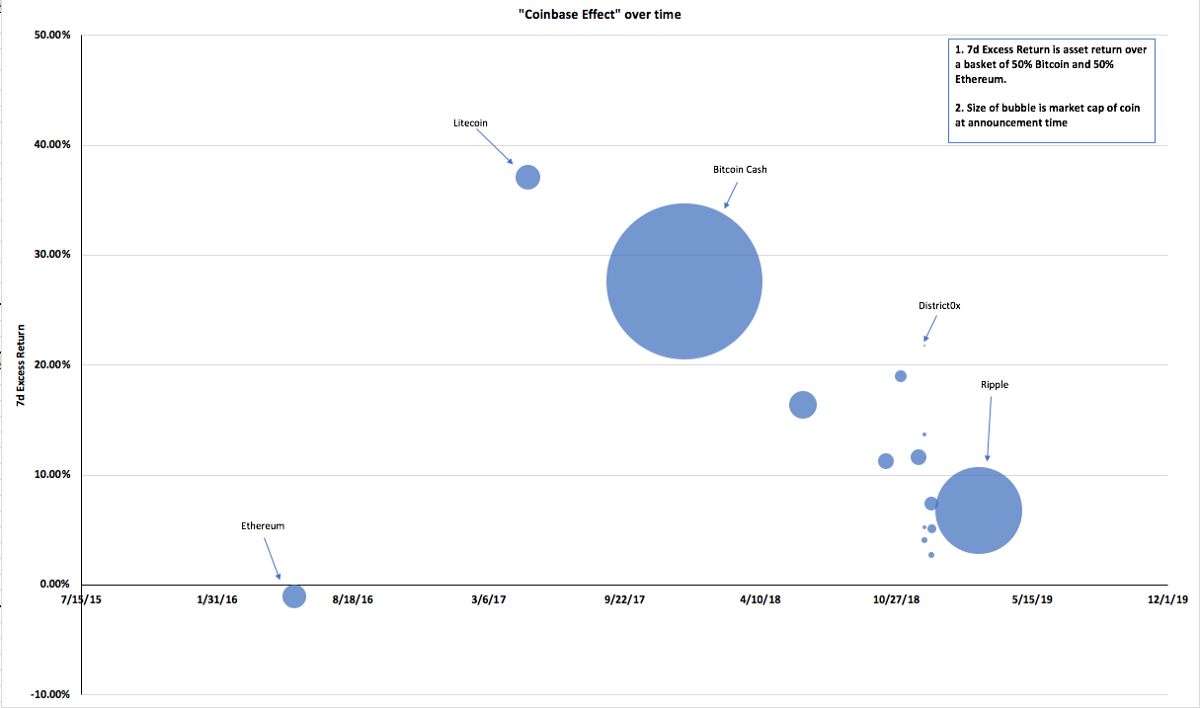 "Coinbase Effect" over time
50.00%
1. 7d Excess Return is asset return over
a basket of 50% Bitcoin and 50%
Ethereum.
2. Size of bubble is market cap of coin
at announcement time
Litecoin
40.00%
Bitcoin Cash
30.00%
District0x
7d Excess Return
20.00%
Ripple
10.00%
Ethereum
0.00%
7/15/15 1/31/16 8/18/16 3/6/17 9/22/17 4/10/18 10/27/18 5/15/19 12/1/19
-10.00%